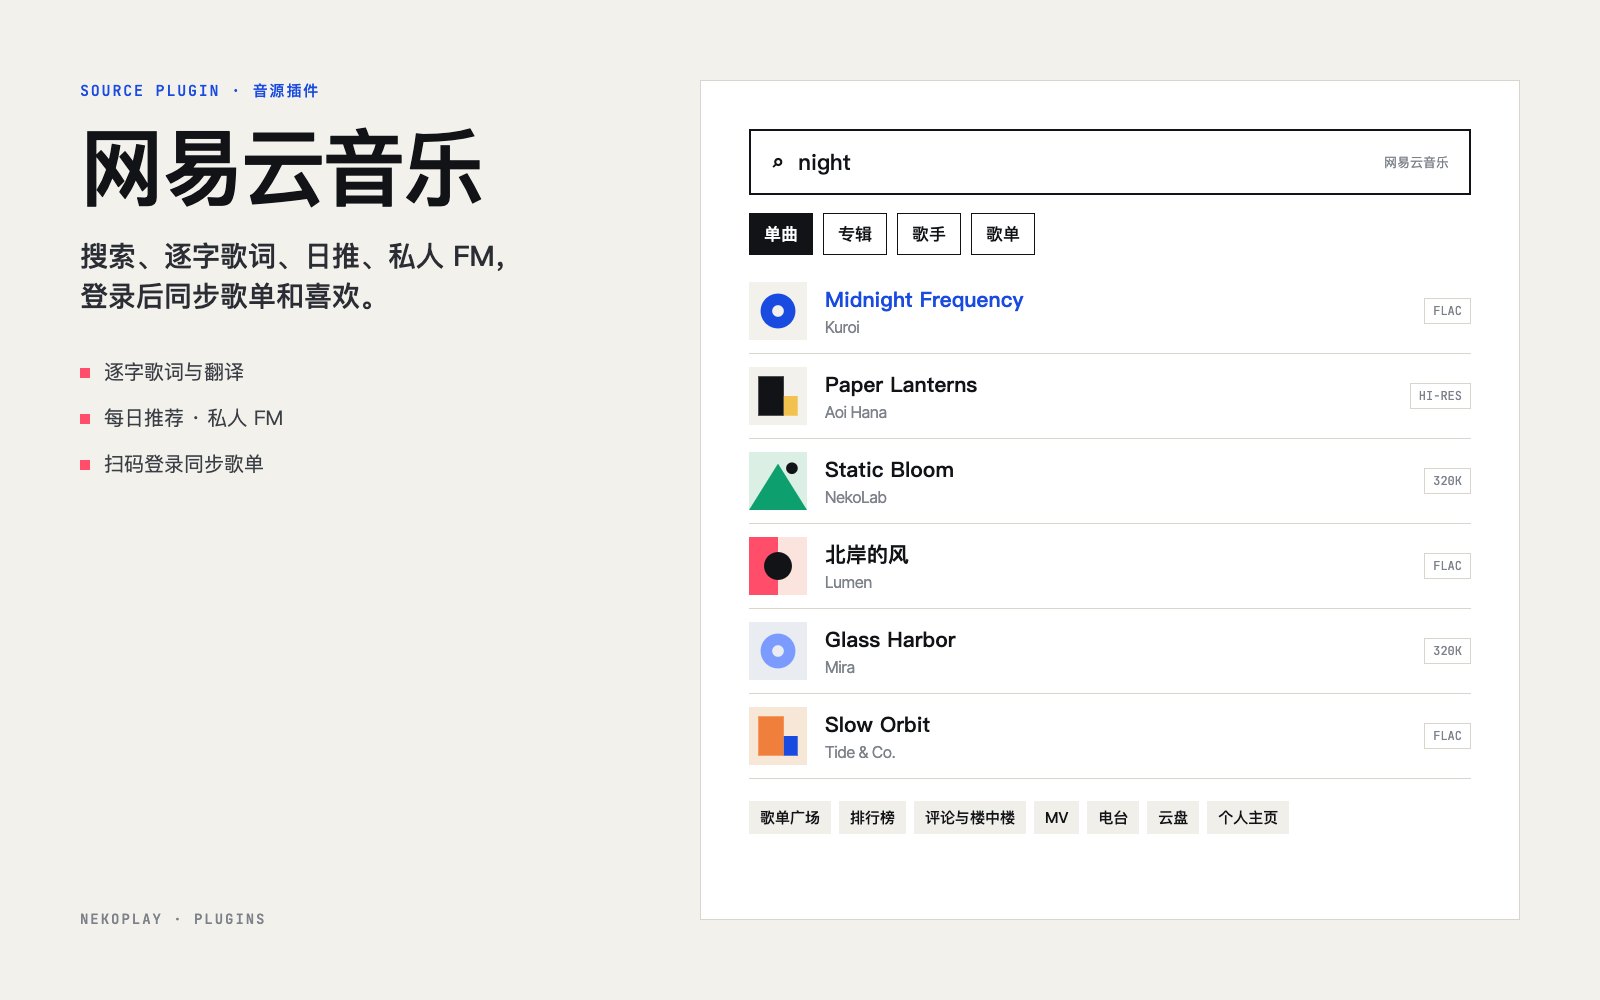 SOURCE PLUGIN · 音源插件
网易云音乐
搜索、逐字歌词、日推、私人 FM,
登录后同步歌单和喜欢。
逐字歌词与翻译
每日推荐 · 私人 FM
扫码登录同步歌单
NEKOPLAY · PLUGINS
night 网易云音乐
单曲 专辑 歌手 歌单
Midnight Frequency
Kuroi
FLAC
Paper Lanterns
Aoi Hana
HI-RES
Static Bloom
NekoLab
320K
北岸的风
Lumen
FLAC
Glass Harbor
Mira
320K
Slow Orbit
Tide & Co.
FLAC
歌单广场 排行榜 评论与楼中楼 MV 电台 云盘 个人主页